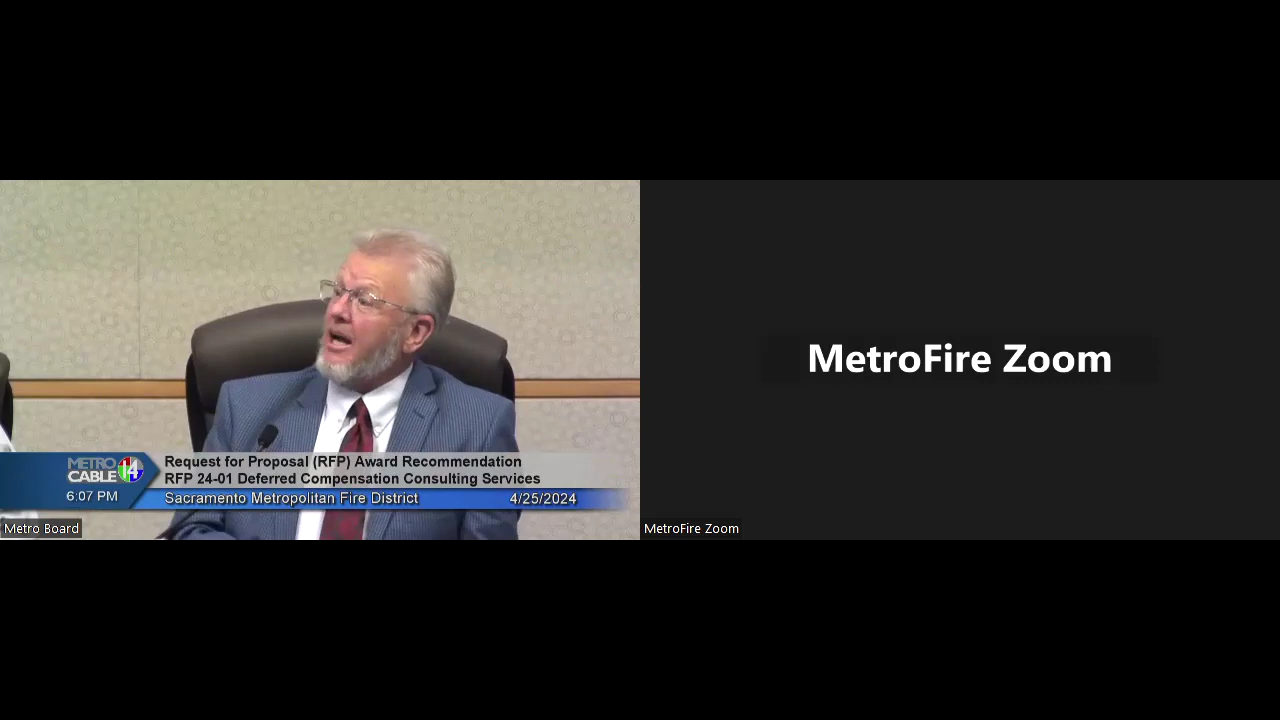 MetroFire Zoom
METRO
CABLE 14
6:07 PM
Request for Proposal (RFP) Award Recommendation
RFP 24-01 Deferred Compensation Consulting Services
Sacramento Metropolitan Fire District
4/25/2024
Metro Board
MetroFire Zoom